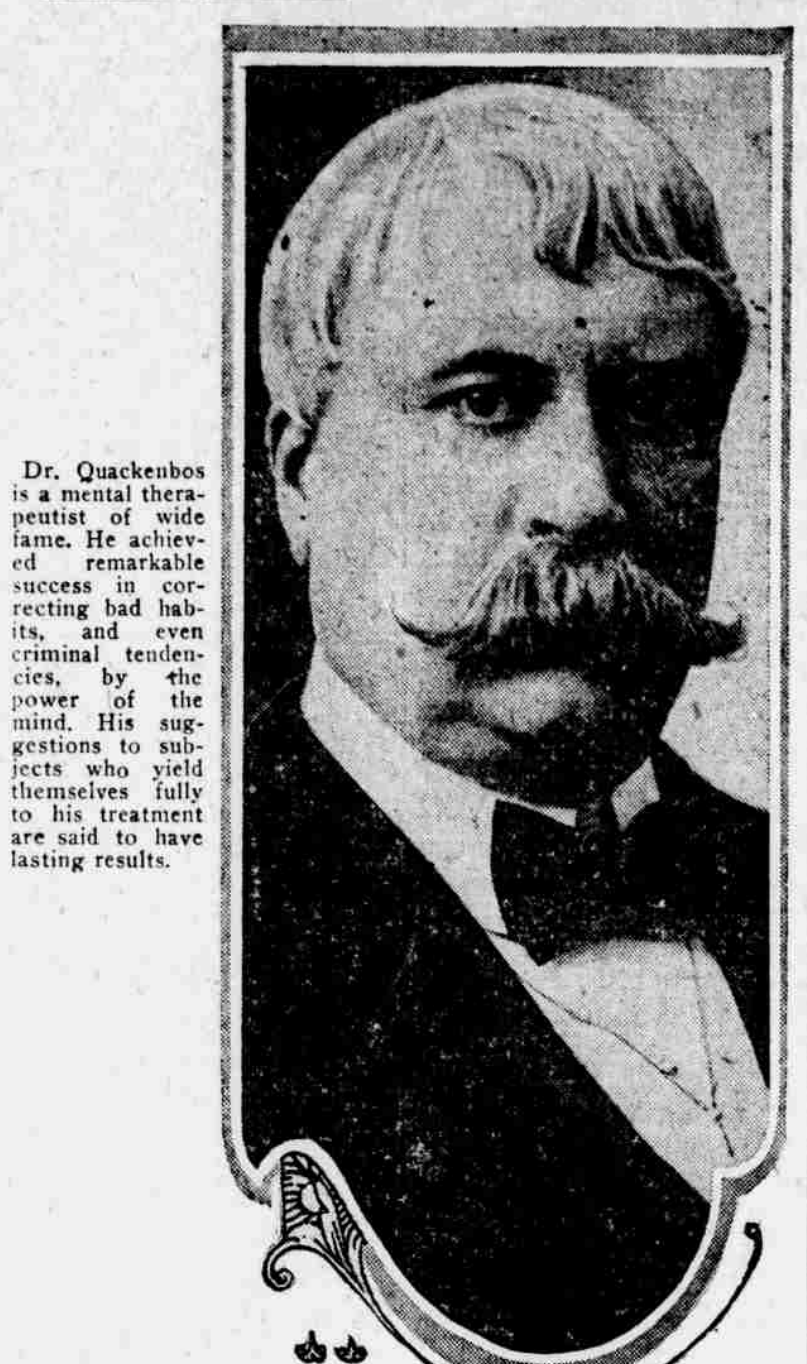 Dr. Quackenbos
is a mental thera-
peutist of wide
fame. He achiev-
ed remarkable
success in cor-
recting bad hab-
its, and even
criminal tenden-
cies, by the
power of the
mind. His sug-
gestions to sub-
jects who yield
themselves fully
to his treatment
are said to have
lasting results.